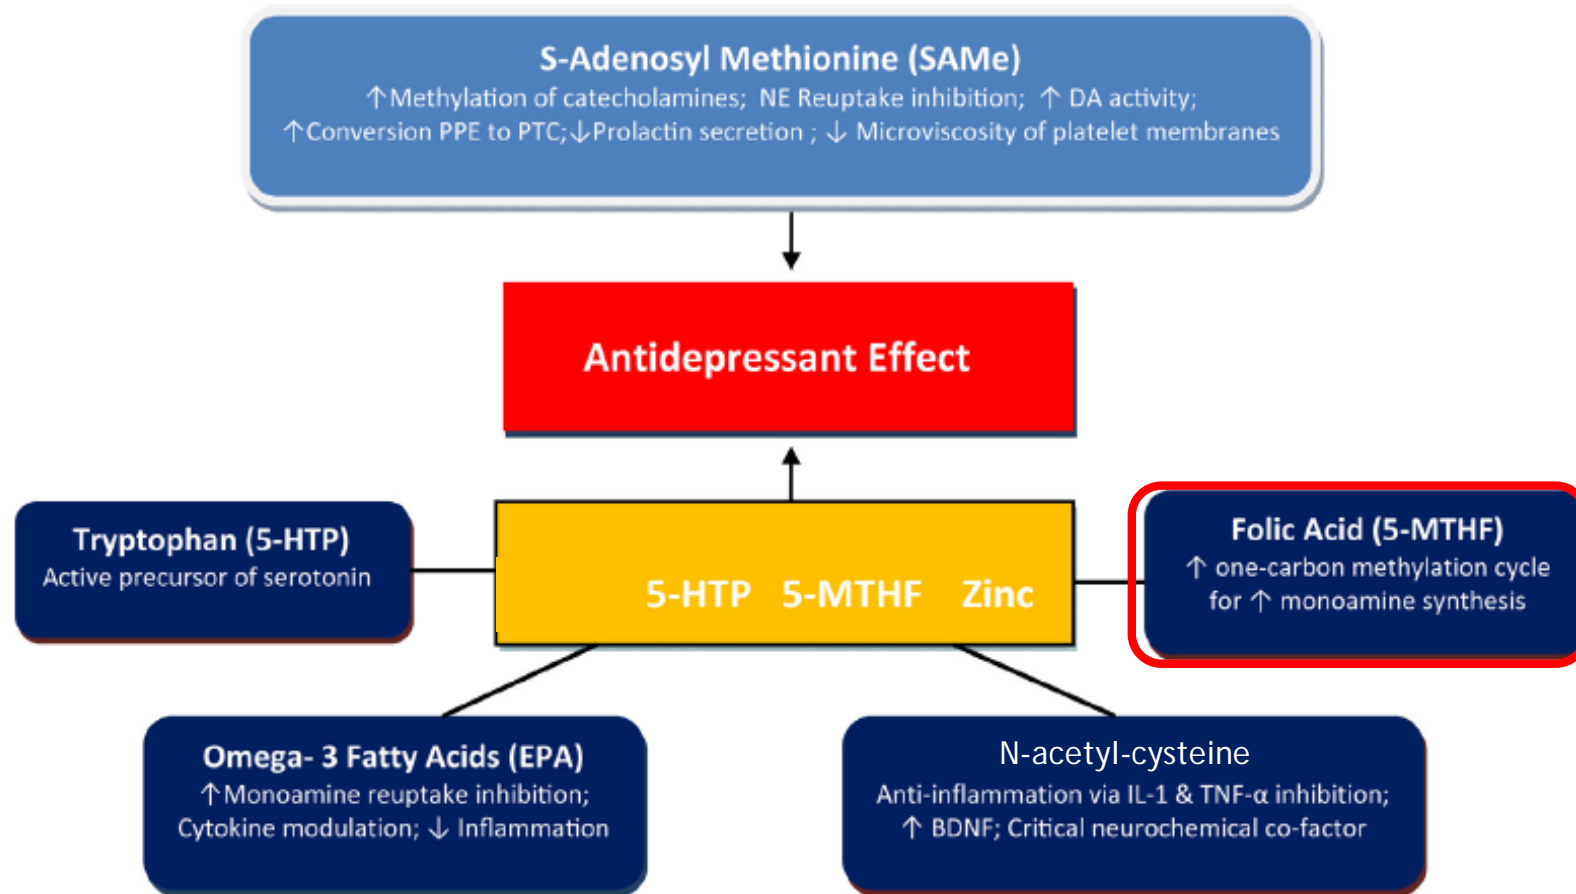 S-Adenosyl Methionine (SAMe)
↑Methylation of catecholamines; NE Reuptake inhibition; ↑ DA activity;
↑Conversion PPE to PTC;↓Prolactin secretion ; ↓ Microviscosity of platelet membranes
Antidepressant Effect
Tryptophan (5-HTP)
Active precursor of serotonin
5-HTP 5-MTHF Zinc
Folic Acid (5-MTHF)
↑ one-carbon methylation cycle
for ↑ monoamine synthesis
Omega- 3 Fatty Acids (EPA)
↑Monoamine reuptake inhibition;
Cytokine modulation; ↓ Inflammation
N-acetyl-cysteine
Anti-inflammation via IL-1 & TNF-α inhibition;
↑ BDNF; Critical neurochemical co-factor